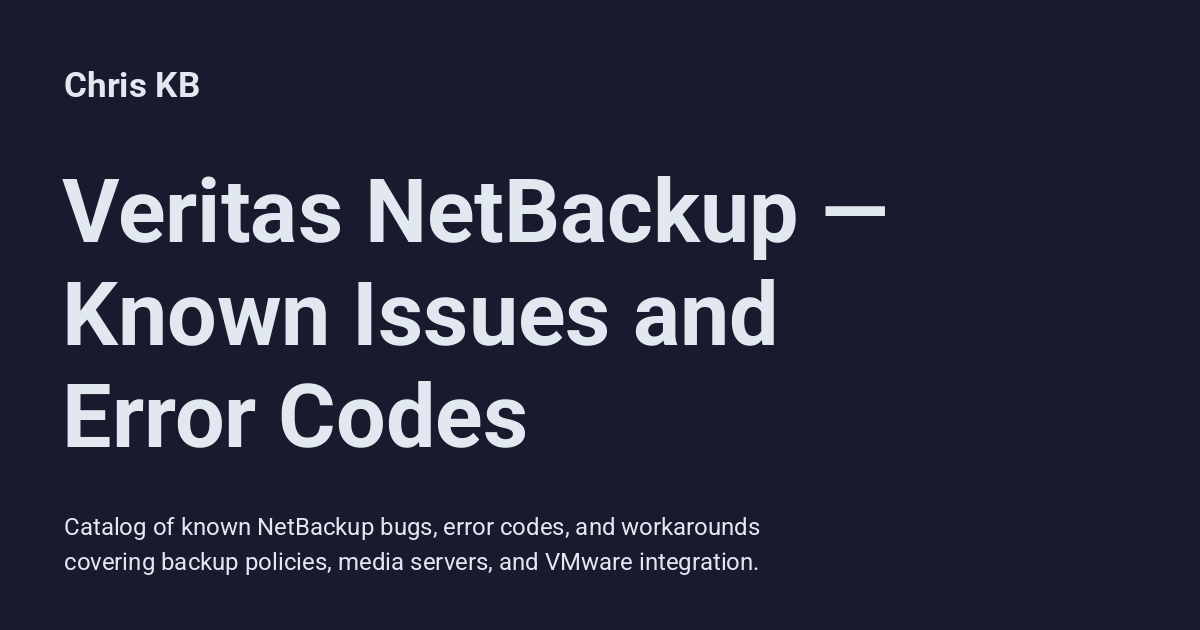 Chris KB
Veritas NetBackup —
Known Issues and
Error Codes
Catalog of known NetBackup bugs, error codes, and workarounds
covering backup policies, media servers, and VMware integration.